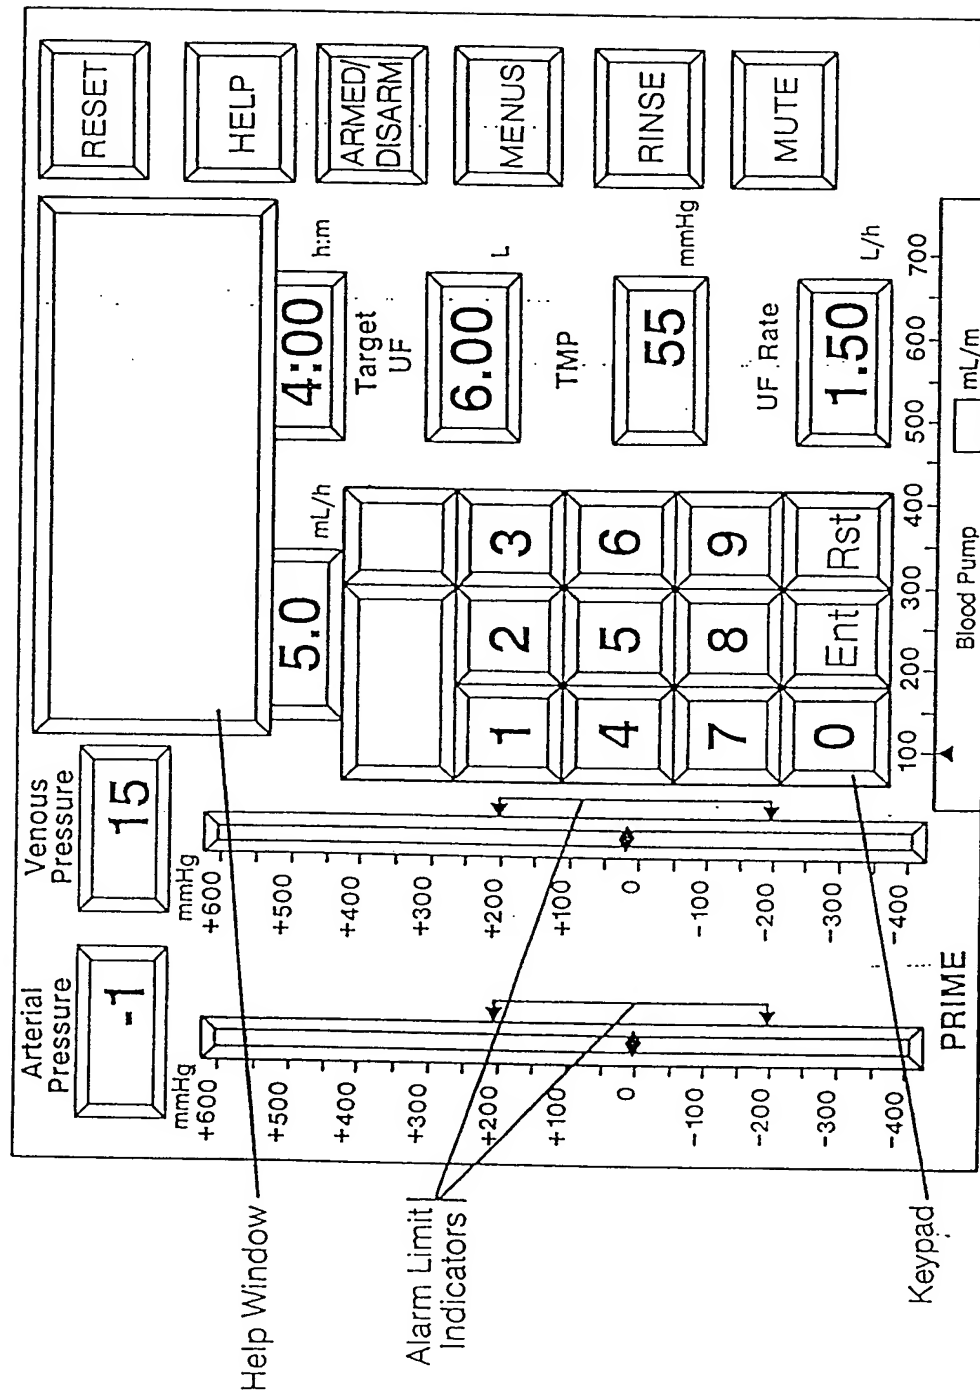 Arterial
Pressure
-1
mmHg
+600
+500
+400
+300
+200
+100
0
-100
-200
-300
-400
Venous
Pressure
15
mmHg
+600
+500
+400
+300
+200
+100
0
-100
-200
-300
-400
PRIME
5.0
mL/h
4:00
h:m
Target
UF
6.00
L
TMP
55
mmHg
UF Rate
1.50
L/h
1 2 3
4 5 6
7 8 9
0 Ent Rst
100 200 300 400 500 600 700
Blood Pump
mL/m
RESET
HELP
ARMED/
DISARM
MENUS
RINSE
MUTE
Help Window
Alarm Limit
Indicators
Keypad